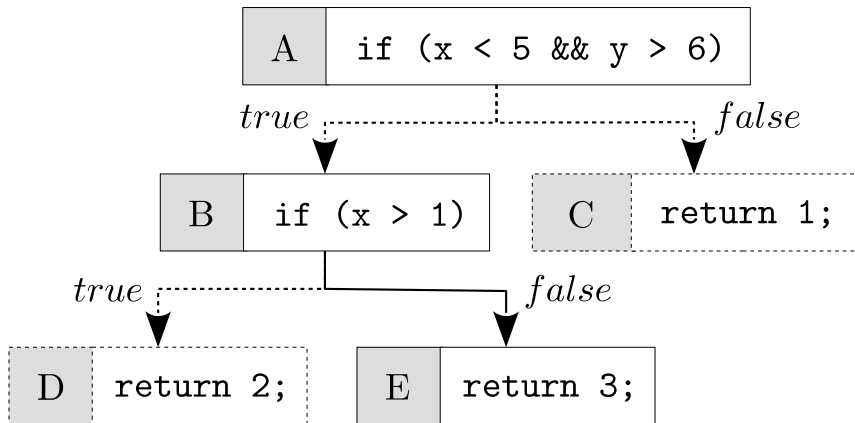 A if (x < 5 && y > 6)
true false
B if (x > 1) C return 1;
true false
D return 2; E return 3;